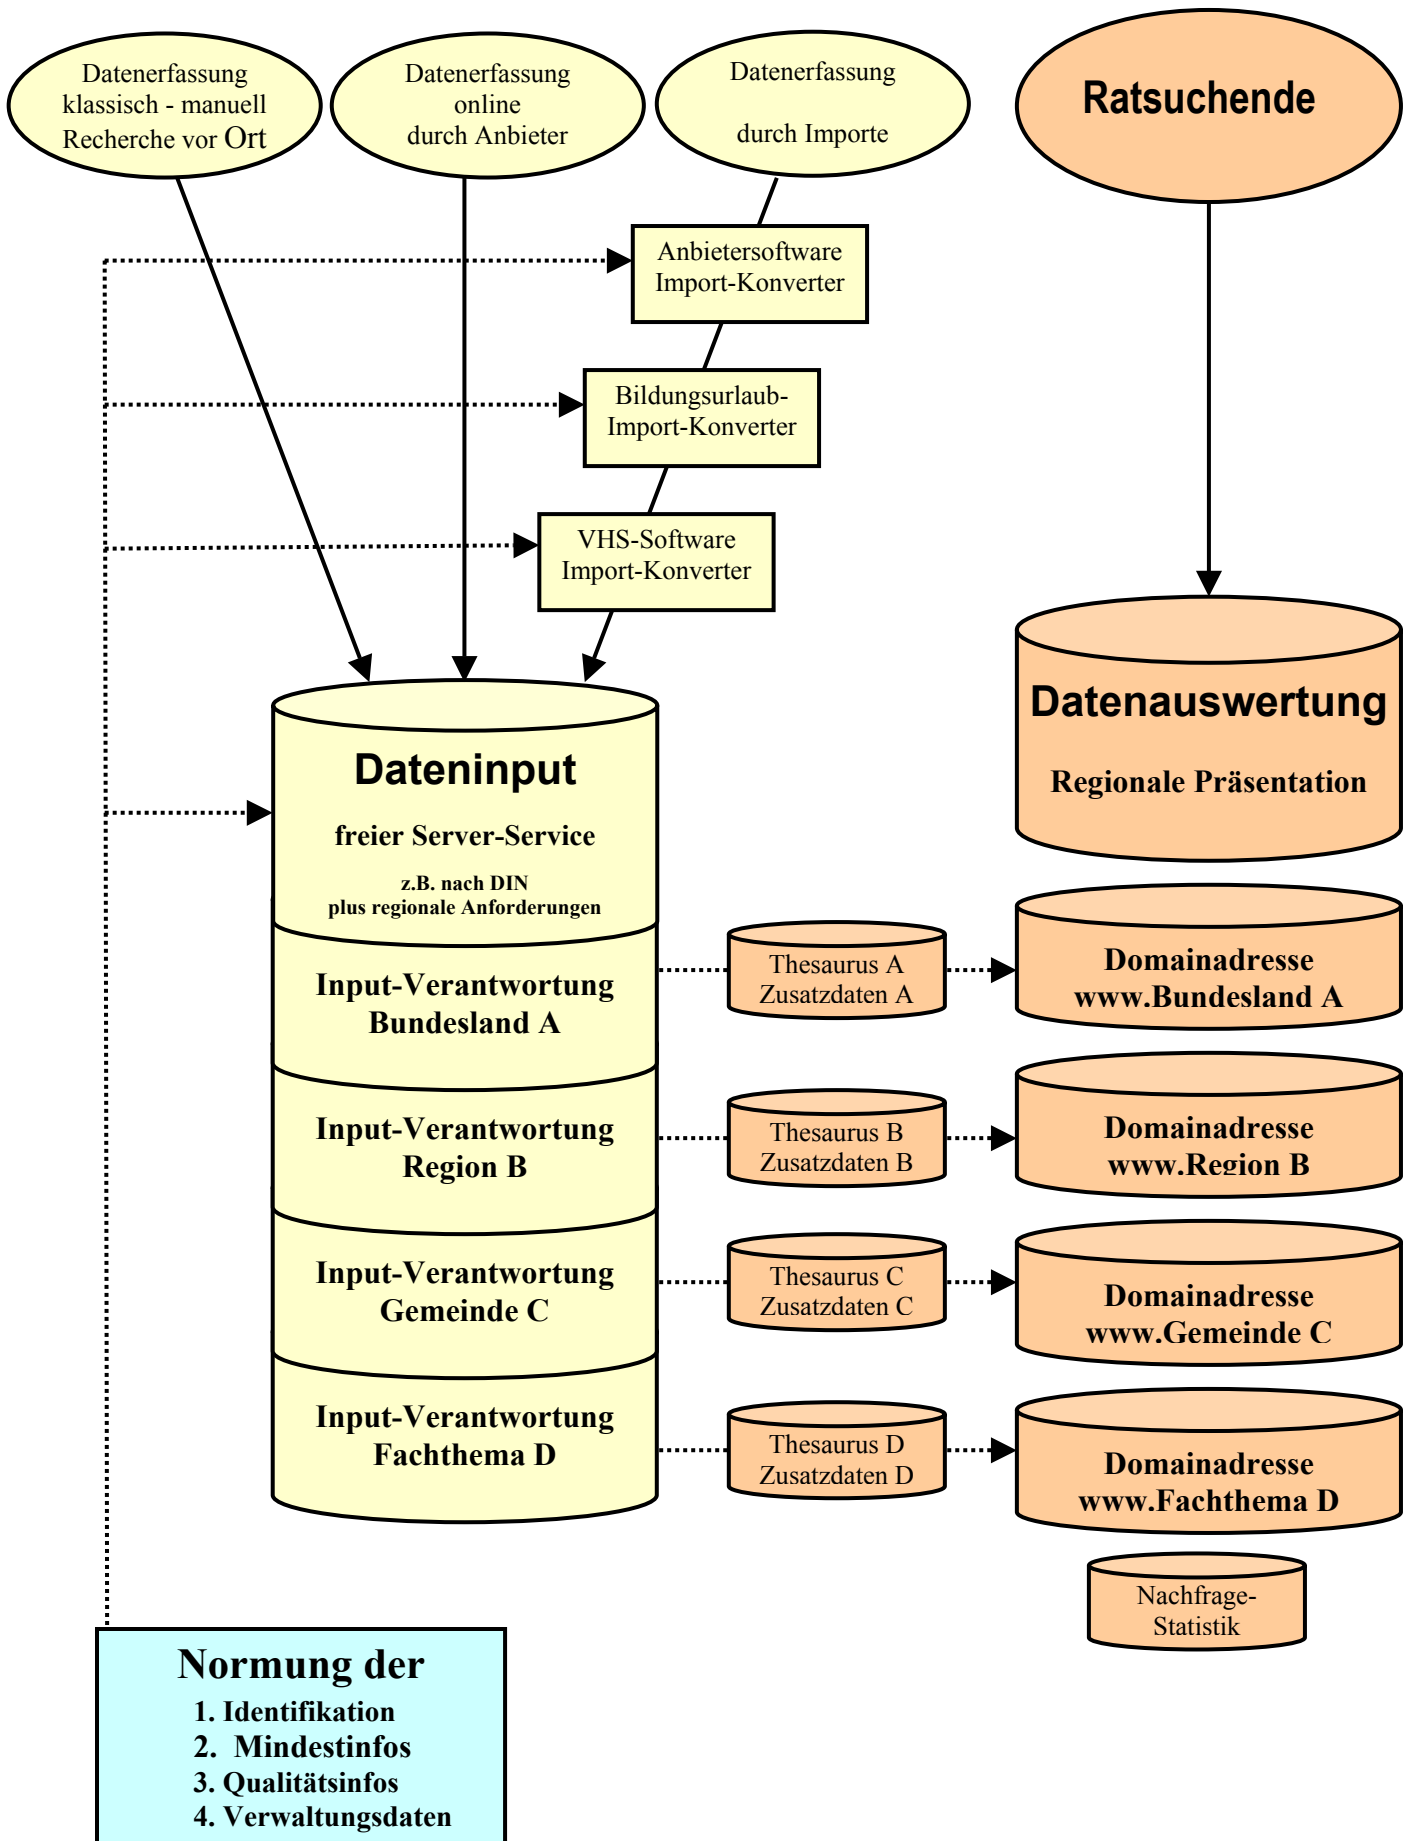 Datenerfassung
klassisch - manuell
Recherche vor Ort
Datenerfassung
online
durch Anbieter
Datenerfassung
durch Importe
Ratsuchende
Anbietersoftware
Import-Konverter
Bildungsurlaub-
Import-Konverter
VHS-Software
Import-Konverter
Dateninput
freier Server-Service
z.B. nach DIN
plus regionale Anforderungen
Datenauswertung
Regionale Präsentation
Input-Verantwortung
Bundesland A
Thesaurus A
Zusatzdaten A
Domainadresse
www.Bundesland A
Input-Verantwortung
Region B
Thesaurus B
Zusatzdaten B
Domainadresse
www.Region B
Input-Verantwortung
Gemeinde C
Thesaurus C
Zusatzdaten C
Domainadresse
www.Gemeinde C
Input-Verantwortung
Fachthema D
Thesaurus D
Zusatzdaten D
Domainadresse
www.Fachthema D
Nachfrage-
Statistik
Normung der
1. Identifikation
2. Mindestinfos
3. Qualitätsinfos
4. Verwaltungsdaten